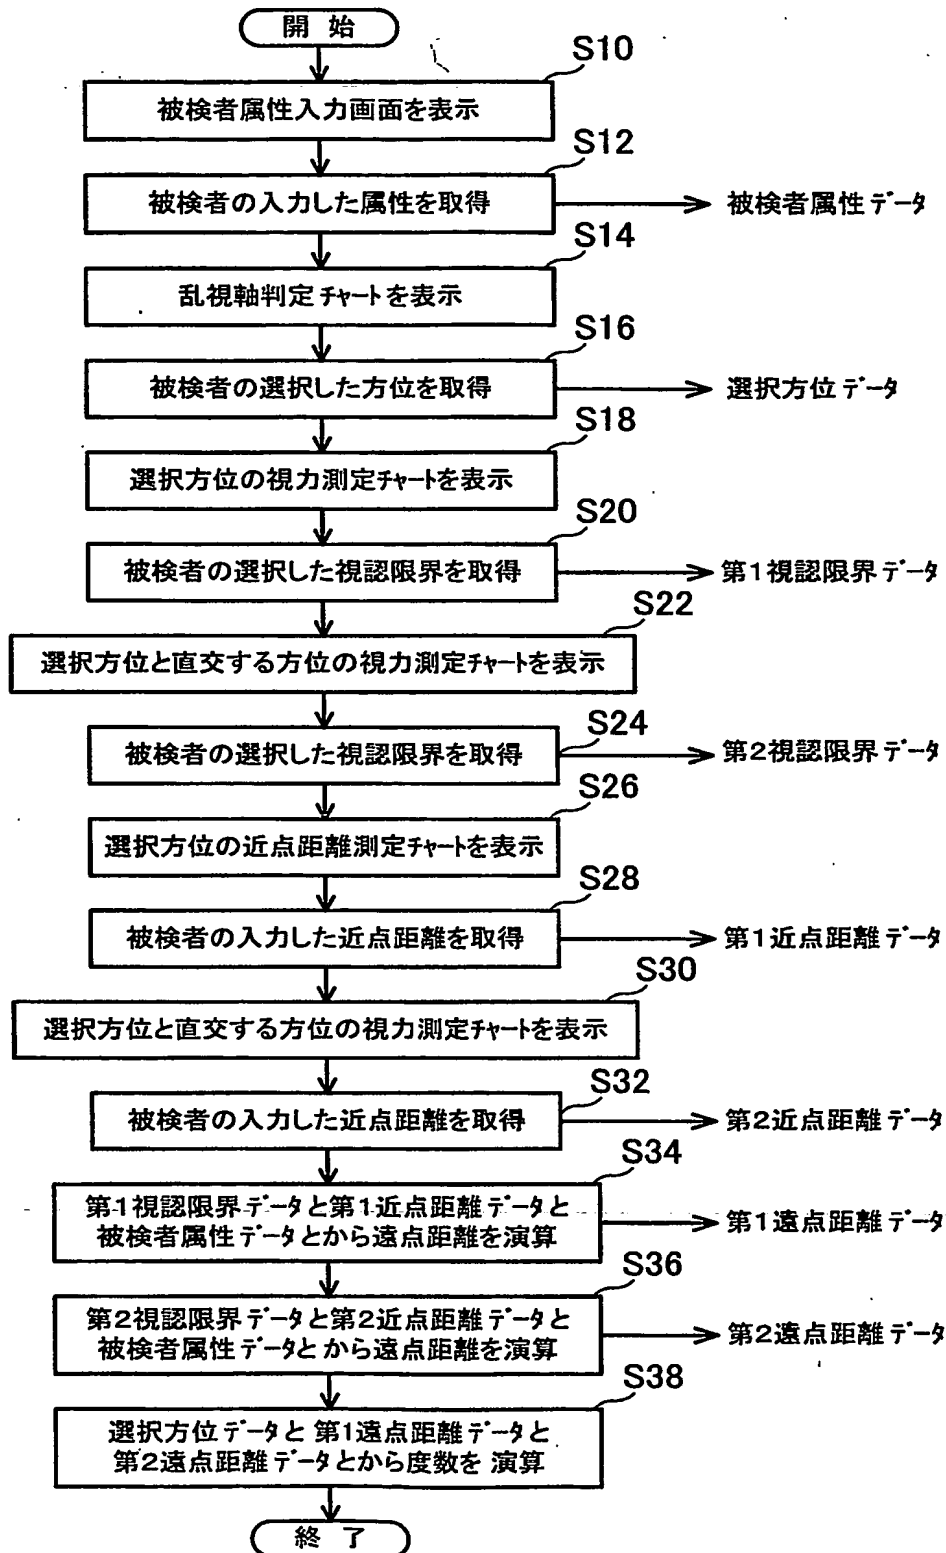 開 始
S10
被検者属性入力画面を表示
S12
被検者の入力した属性を取得
被検者属性データ
S14
乱視軸判定チャートを表示
S16
被検者の選択した方位を取得
選択方位データ
S18
選択方位の視力測定チャートを表示
S20
被検者の選択した視認限界を取得
第1視認限界データ
S22
選択方位と直交する方位の視力測定チャートを表示
S24
被検者の選択した視認限界を取得
第2視認限界データ
S26
選択方位の近点距離測定チャートを表示
S28
被検者の入力した近点距離を取得
第1近点距離データ
S30
選択方位と直交する方位の視力測定チャートを表示
S32
被検者の入力した近点距離を取得
第2近点距離データ
S34
第1視認限界データと第1近点距離データと
被検者属性データとから遠点距離を演算
第1遠点距離データ
S36
第2視認限界データと第2近点距離データと
被検者属性データとから遠点距離を演算
第2遠点距離データ
S38
選択方位データと第1遠点距離データと
第2遠点距離データとから度数を演算
終 了